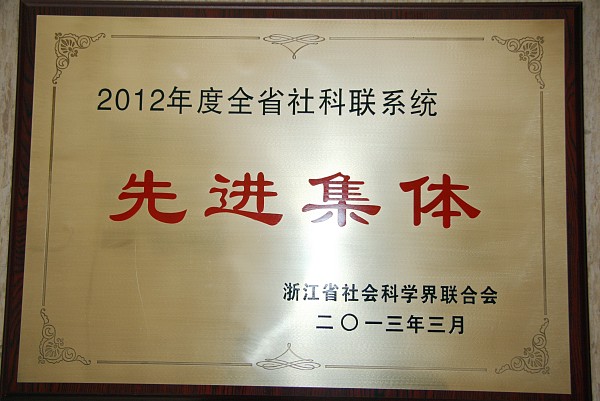 2012年度全省社科联系统
先进集体
浙江省社会科学界联合会
二〇一三年三月